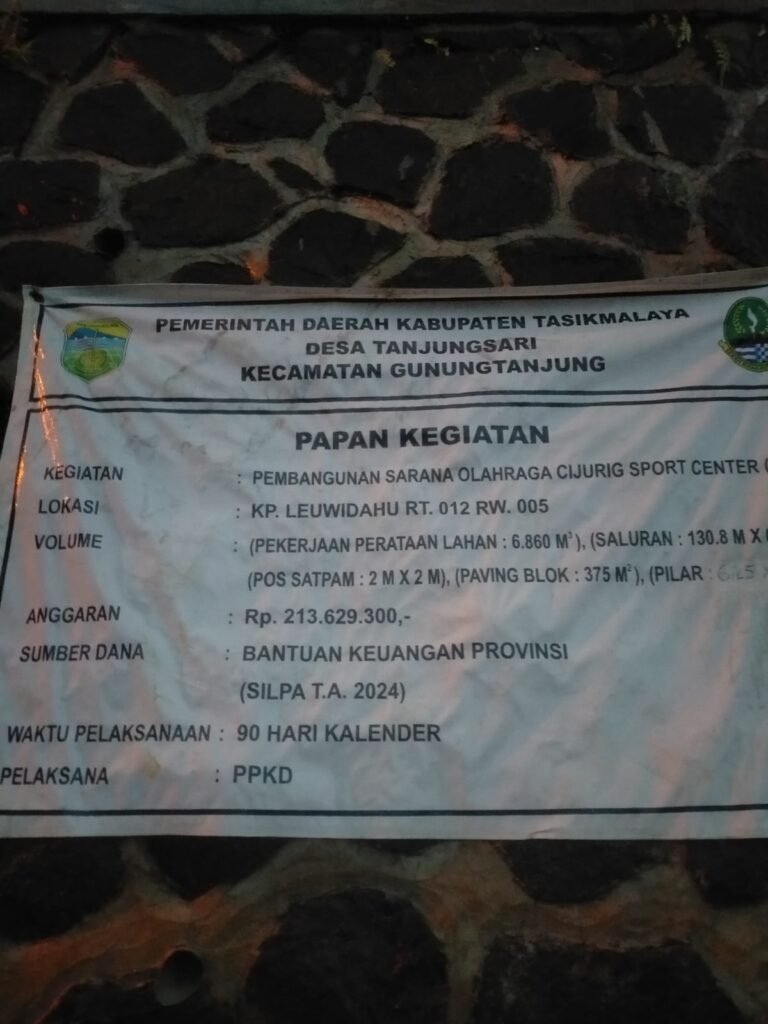 PEMERINTAH DAERAH KABUPATEN TASIKMALAYA
DESA TANJUNGSARI
KECAMATAN GUNUNGTANJUNG
PAPAN KEGIATAN
KEGIATAN : PEMBANGUNAN SARANA OLAHRAGA CIJURIG SPORT CENTER (
LOKASI : KP. LEUWIDAHU RT. 012 RW. 005
VOLUME : (PEKERJAAN PERATAAN LAHAN : 6.860 M³), (SALURAN : 130.8 M X
(POS SATPAM : 2 M X 2 M), (PAVING BLOK : 375 M²), (PILAR :
ANGGARAN : Rp. 213.629.300,-
SUMBER DANA : BANTUAN KEUANGAN PROVINSI
(SILPA T.A. 2024)
WAKTU PELAKSANAAN : 90 HARI KALENDER
PELAKSANA : PPKD